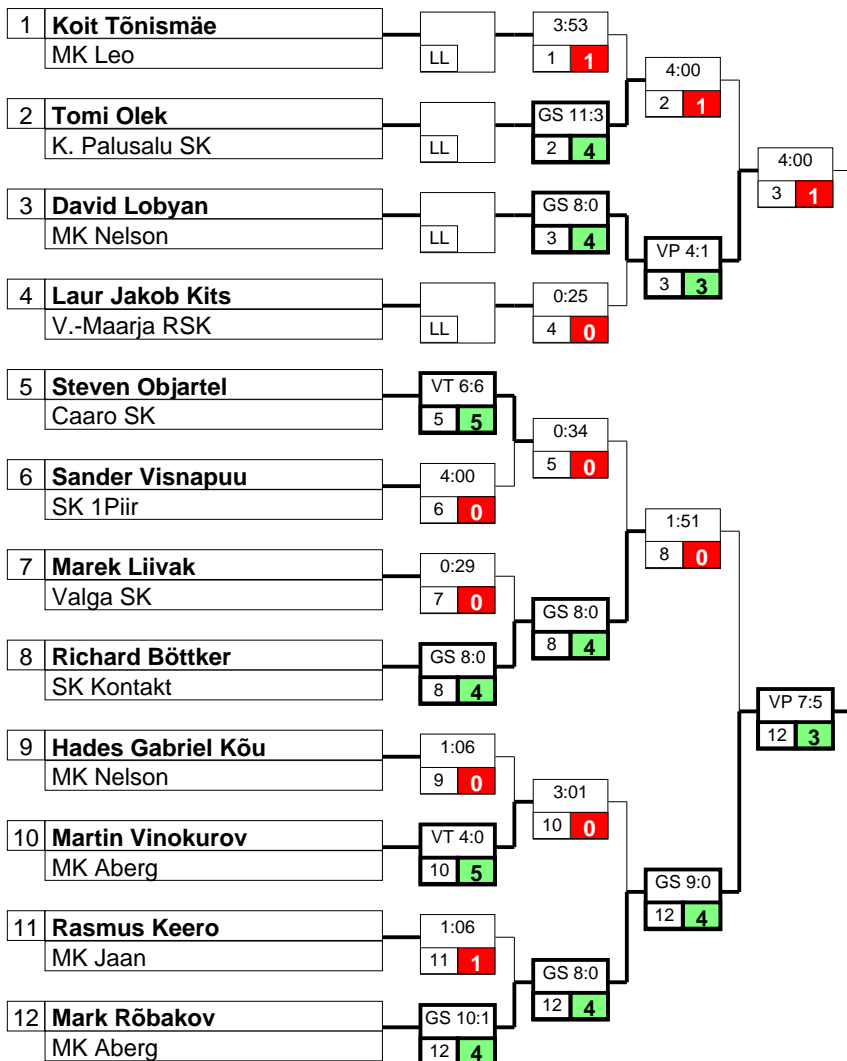 1 Koit Tõnismäe
MK Leo
LL
3:53
1 1
4:00
2 1
2 Tomi Olek
K. Palusalu SK
LL
GS 11:3
2 4
4:00
3 1
3 David Lobyan
MK Nelson
LL
GS 8:0
3 4
VP 4:1
3 3
4 Laur Jakob Kits
V.-Maarja RSK
LL
0:25
4 0
5 Steven Objartel
Caaro SK
VT 6:6
5 5
0:34
5 0
6 Sander Visnapuu
SK 1Piir
4:00
6 0
1:51
8 0
7 Marek Liivak
Valga SK
0:29
7 0
GS 8:0
8 4
8 Richard Böttker
SK Kontakt
GS 8:0
8 4
VP 7:5
12 3
9 Hades Gabriel Kõu
MK Nelson
1:06
9 0
3:01
10 0
10 Martin Vinokurov
MK Aberg
VT 4:0
10 5
GS 9:0
12 4
11 Rasmus Keero
MK Jaan
1:06
11 1
GS 8:0
12 4
12 Mark Rõbakov
MK Aberg
GS 10:1
12 4